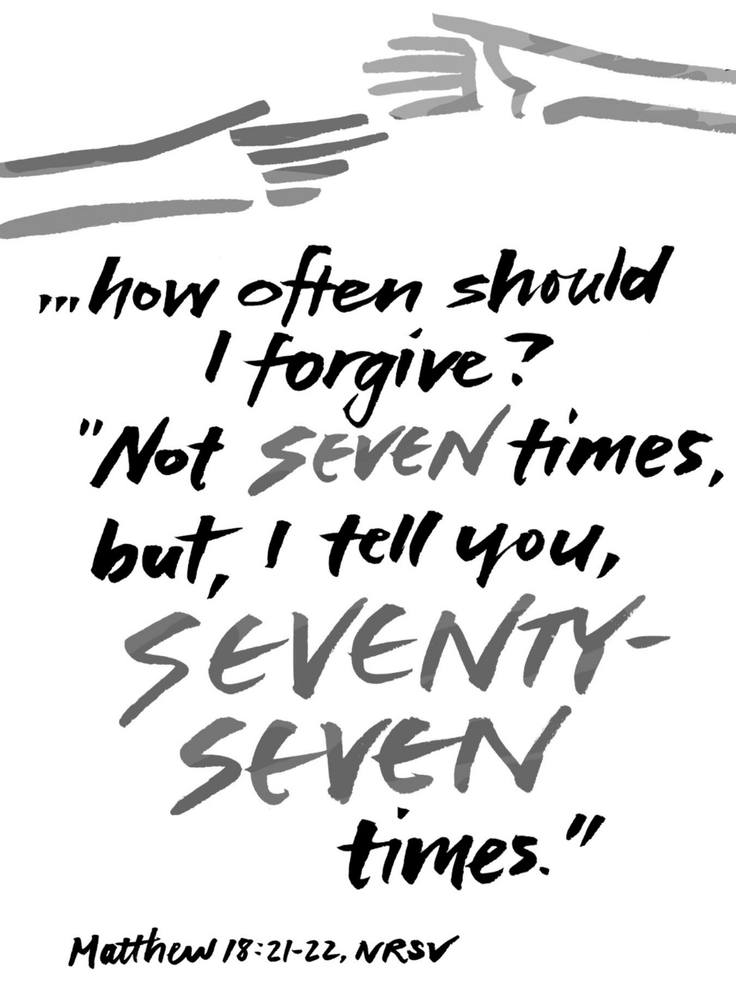 ...how often should
I forgive?
"Not SEVEN times,
but, I tell you,
SEVENTY-
SEVEN
times."
Matthew 18:21-22, NRSV